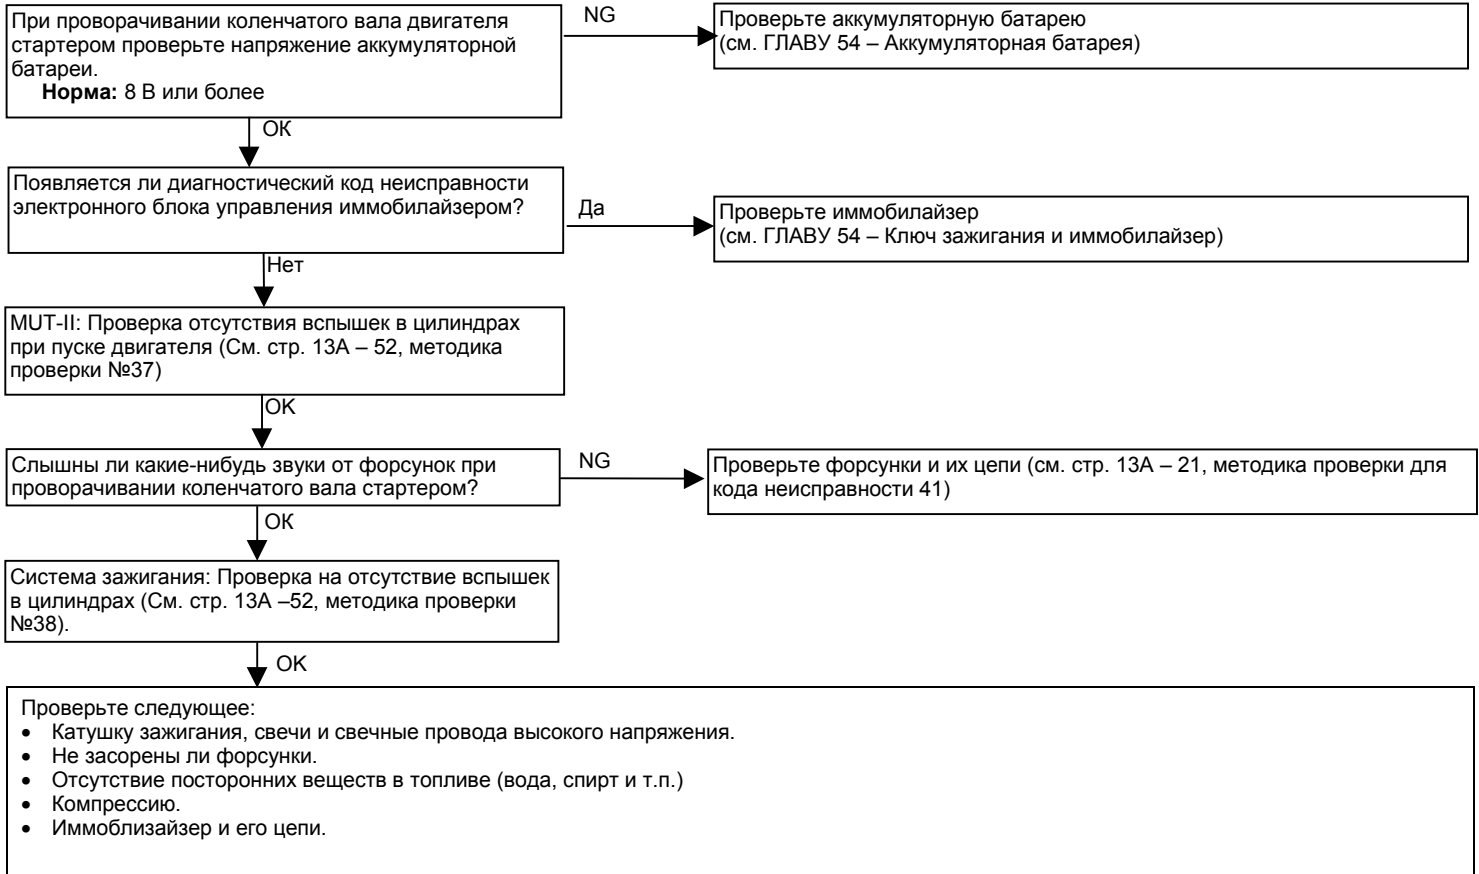 При проворачивании коленчатого вала двигателя
стартером проверьте напряжение аккумуляторной
батареи.
Норма: 8 В или более
NG
Проверьте аккумуляторную батарею
(см. ГЛАВУ 54 – Аккумуляторная батарея)
OK
Появляется ли диагностический код неисправности
электронного блока управления иммобилайзером?
Да
Проверьте иммобилайзер
(см. ГЛАВУ 54 – Ключ зажигания и иммобилайзер)
Нет
MUT-II: Проверка отсутствия вспышек в цилиндрах
при пуске двигателя (См. стр. 13А – 52, методика
проверки №37)
OK
Слышны ли какие-нибудь звуки от форсунок при
проворачивании коленчатого вала стартером?
NG
Проверьте форсунки и их цепи (см. стр. 13А – 21, методика проверки для
кода неисправности 41)
OK
Система зажигания: Проверка на отсутствие вспышек
в цилиндрах (См. стр. 13А –52, методика проверки
№38).
OK
Проверьте следующее:
• Катушку зажигания, свечи и свечные провода высокого напряжения.
• Не засорены ли форсунки.
• Отсутствие посторонних веществ в топливе (вода, спирт и т.п.)
• Компрессию.
• Иммоблизайзер и его цепи.